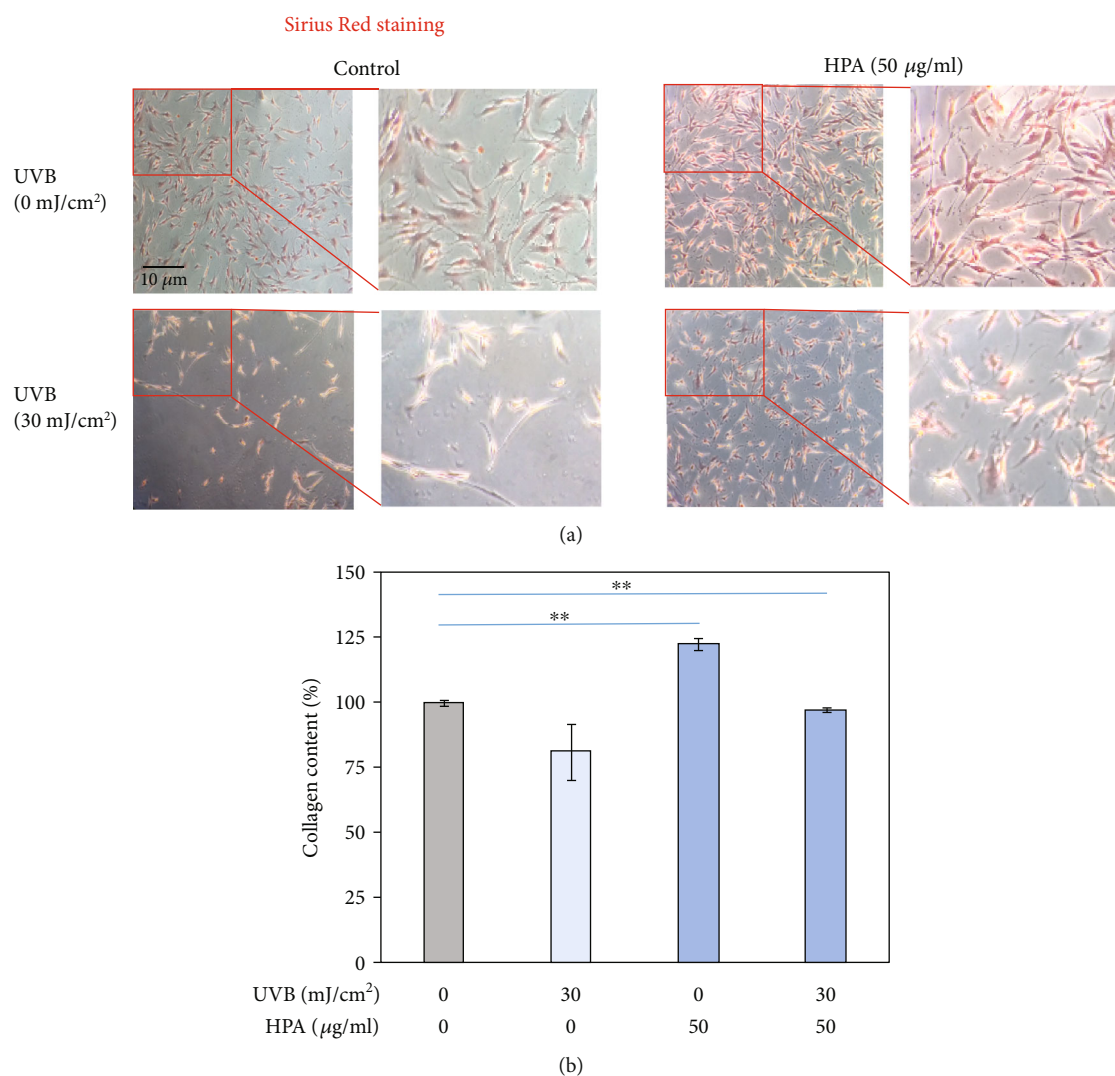 Sirius Red staining
Control
HPA (50 μg/ml)
UVB
(0 mJ/cm²)
10 μm
UVB
(30 mJ/cm²)
(a)
150
125
100
75
50
25
0
Collagen content (%)
**
**
UVB (mJ/cm²) 0 30 0 30
HPA (μg/ml) 0 0 50 50
(b)